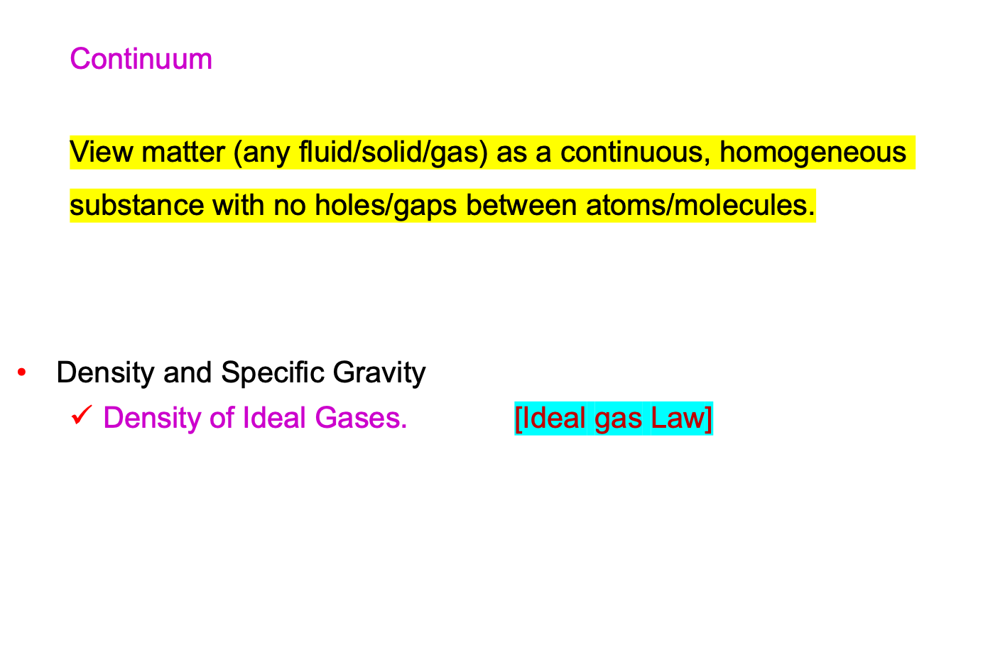 Continuum
View matter (any fluid/solid/gas) as a continuous, homogeneous
substance with no holes/gaps between atoms/molecules.
• Density and Specific Gravity
✓ Density of Ideal Gases. [Ideal gas Law]